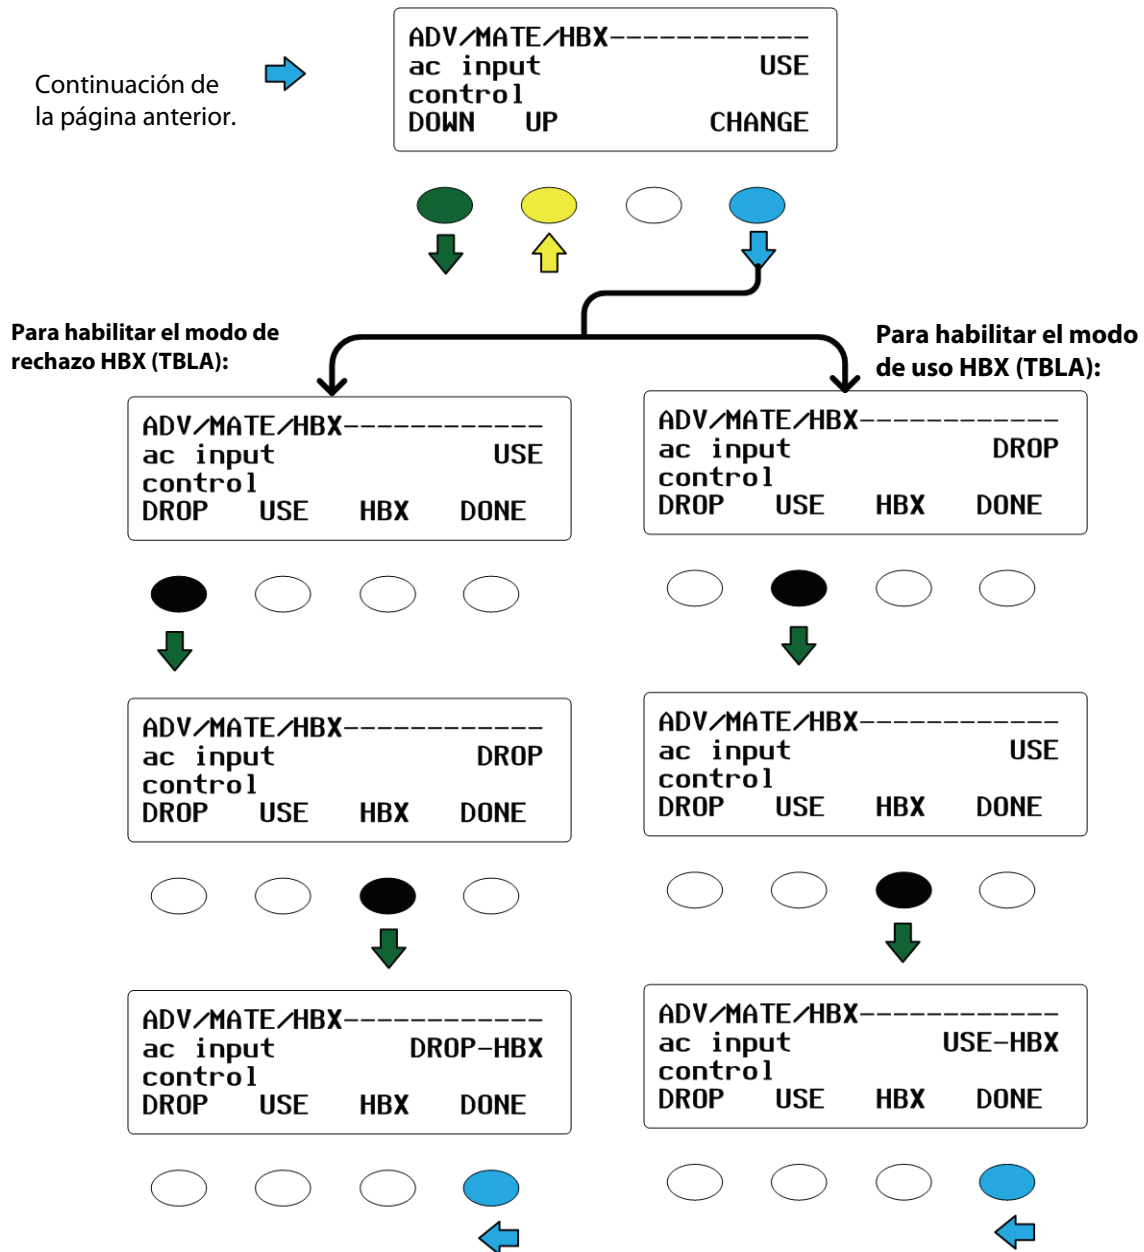 ADV/MATE/HBX------------
ac input USE
control
DOWN UP CHANGE
Continuación de
la página anterior.
Para habilitar el modo de
rechazo HBX (TBLA):
Para habilitar el modo
de uso HBX (TBLA):
ADV/MATE/HBX------------
ac input USE
control
DROP USE HBX DONE
ADV/MATE/HBX------------
ac input DROP
control
DROP USE HBX DONE
ADV/MATE/HBX------------
ac input DROP
control
DROP USE HBX DONE
ADV/MATE/HBX------------
ac input USE
control
DROP USE HBX DONE
ADV/MATE/HBX------------
ac input DROP-HBX
control
DROP USE HBX DONE
ADV/MATE/HBX------------
ac input USE-HBX
control
DROP USE HBX DONE